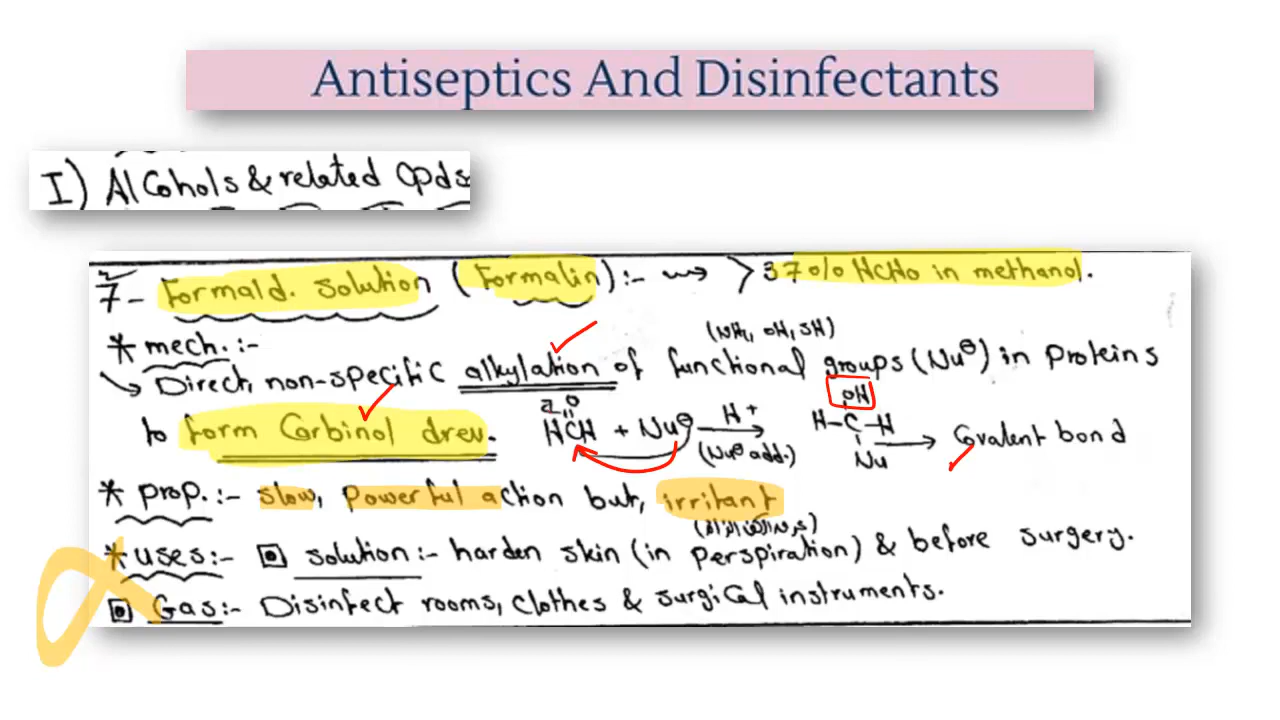 Antiseptics And Disinfectants
I) Alcohols & related Cpds
7- Formald. solution (Formalin) :- ⇝ > 37% HCHO in methanol.
* mech. :-
(NH₂, OH, SH)
↳ Direct, non-specific alkylation of functional groups (Nu⊖) in Proteins
to form Carbinol drev. HCH + Nu⊖ H+ (Nu⊖ add.) → Covalent bond
O
OH
H-C-H
Nu
* prop. :- slow, powerful action but, irritant
* uses :- ▣ solution :- harden skin (in perspiration) & before surgery.
▣ Gas :- Disinfect rooms, clothes & surgical instruments.